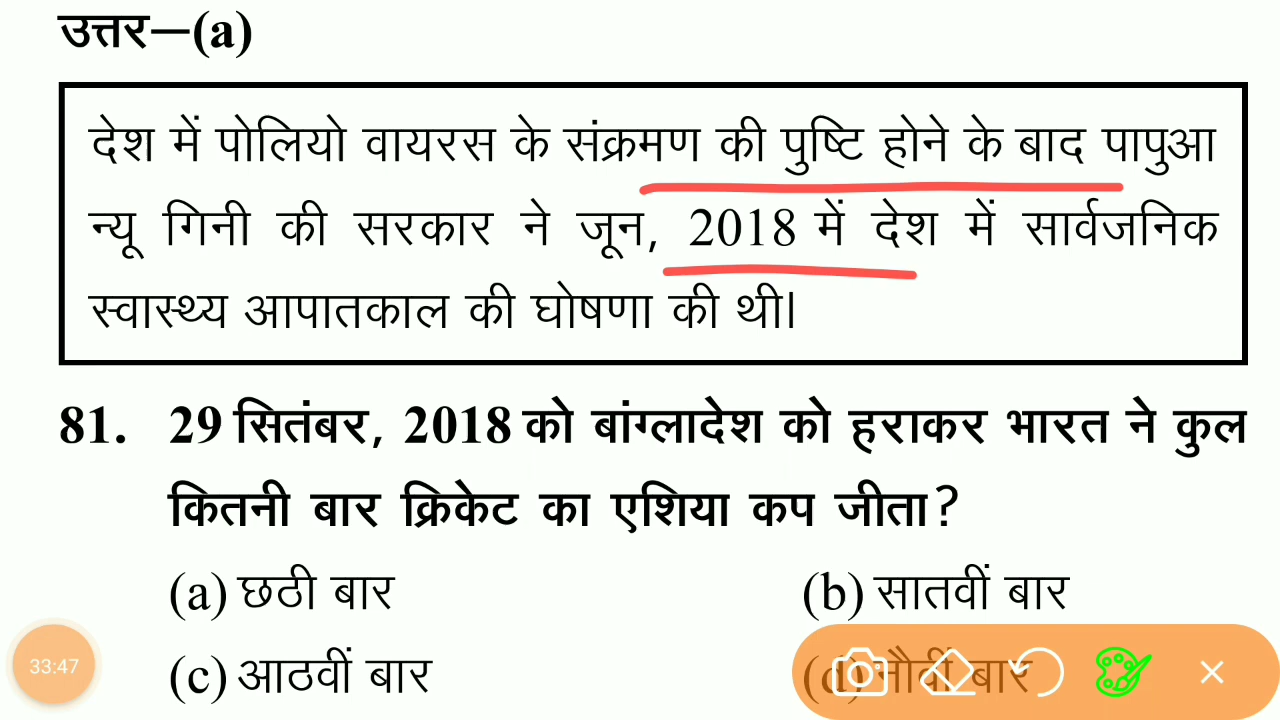 उत्तर—(a)
देश में पोलियो वायरस के संक्रमण की पुष्टि होने के बाद पापुआ
न्यू गिनी की सरकार ने जून, 2018 में देश में सार्वजनिक
स्वास्थ्य आपातकाल की घोषणा की थी।
81. 29 सितंबर, 2018 को बांग्लादेश को हराकर भारत ने कुल
कितनी बार क्रिकेट का एशिया कप जीता?
(a) छठी बार (b) सातवीं बार
(c) आठवीं बार (d) नौवीं बार
33:47